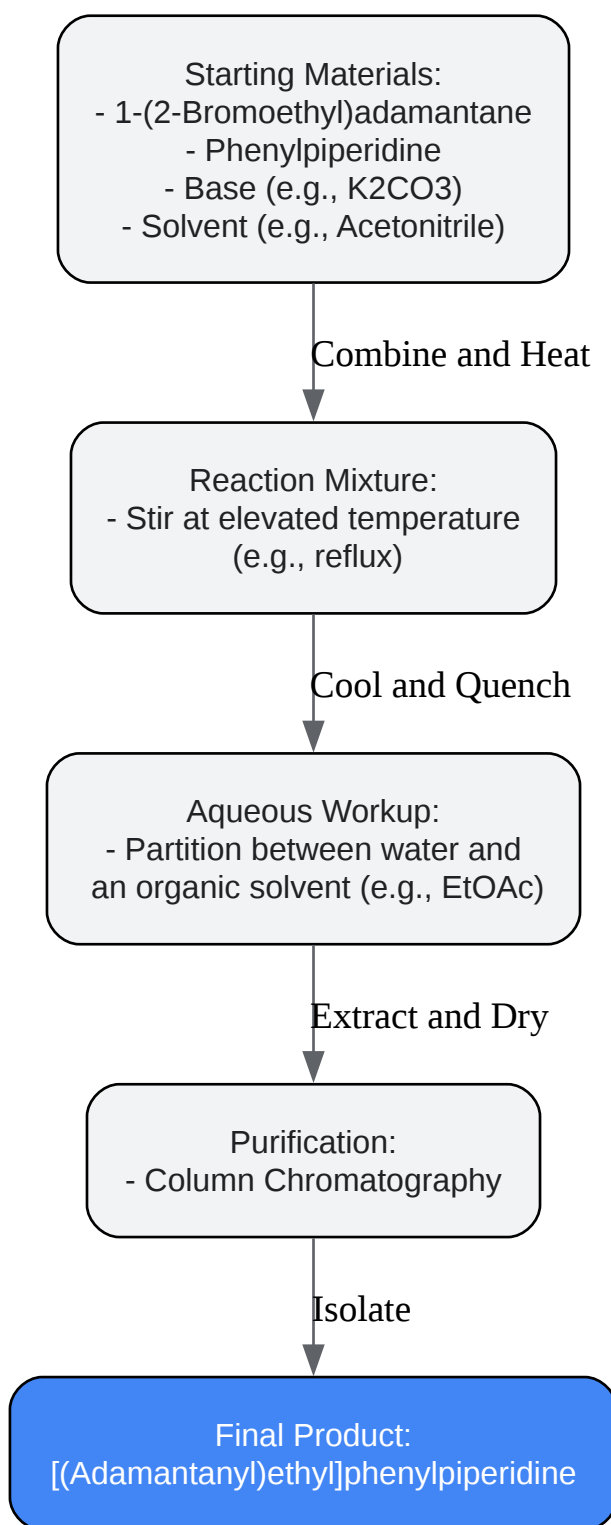 Starting Materials:
- 1-(2-Bromoethyl)adamantane
- Phenylpiperidine
- Base (e.g., K2CO3)
- Solvent (e.g., Acetonitrile)
Combine and Heat
Reaction Mixture:
- Stir at elevated temperature
(e.g., reflux)
Cool and Quench
Aqueous Workup:
- Partition between water and
an organic solvent (e.g., EtOAc)
Extract and Dry
Purification:
- Column Chromatography
Isolate
Final Product:
[(Adamantanyl)ethyl]phenylpiperidine